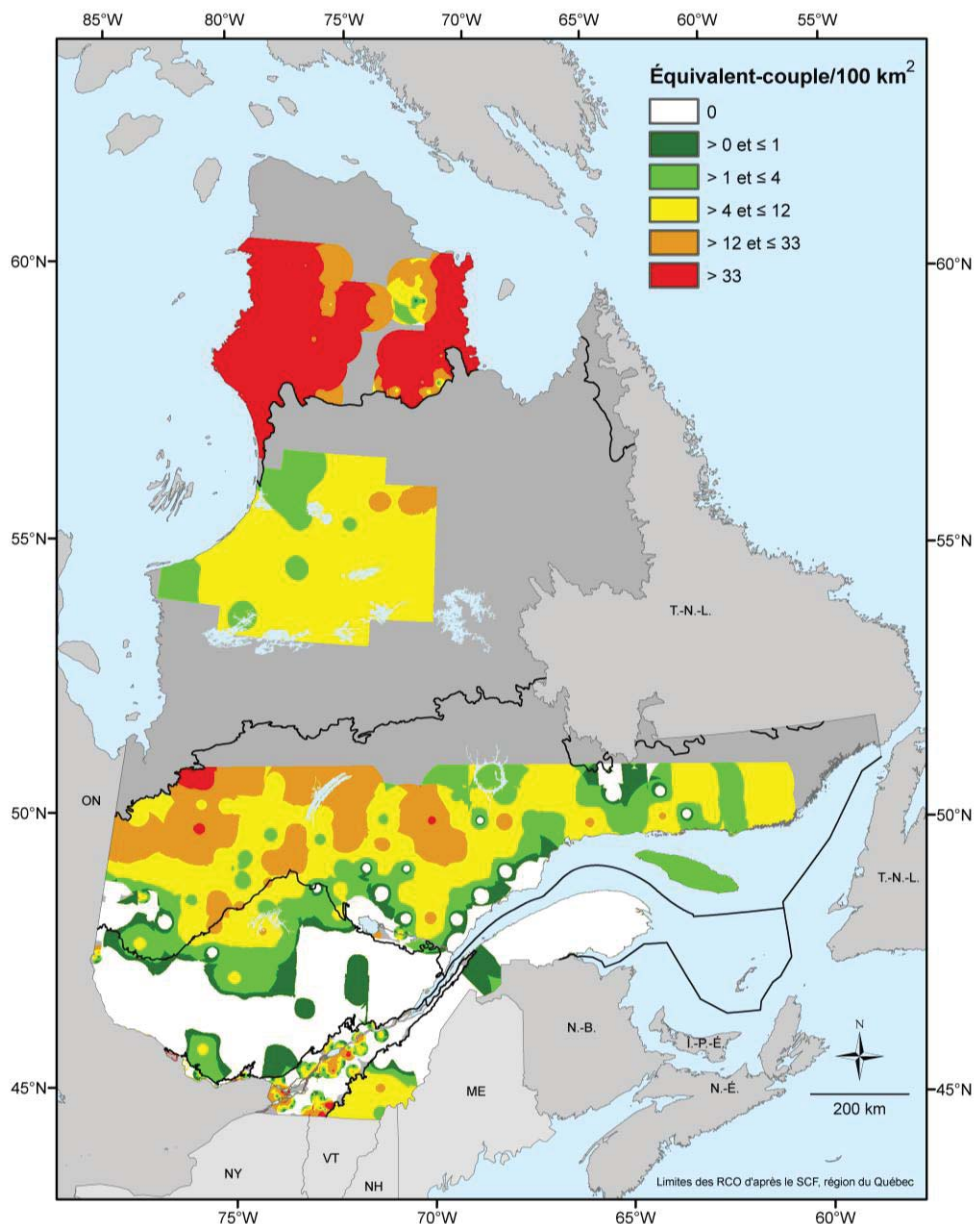 85°W 80°W 75°W 70°W 65°W 60°W 55°W
Équivalent-couple/100 km²
0
> 0 et ≤ 1
> 1 et ≤ 4
> 4 et ≤ 12
> 12 et ≤ 33
> 33
60°N 60°N
55°N 55°N
T.-N.-L.
ON
50°N 50°N
T.-N.-L.
N.-B.
Î.-P.-É.
N
45°N 45°N
ME
N.-É.
200 km
NY
VT
NH
Limites des RCO d'après le SCF, région du Québec
75°W 70°W 65°W 60°W